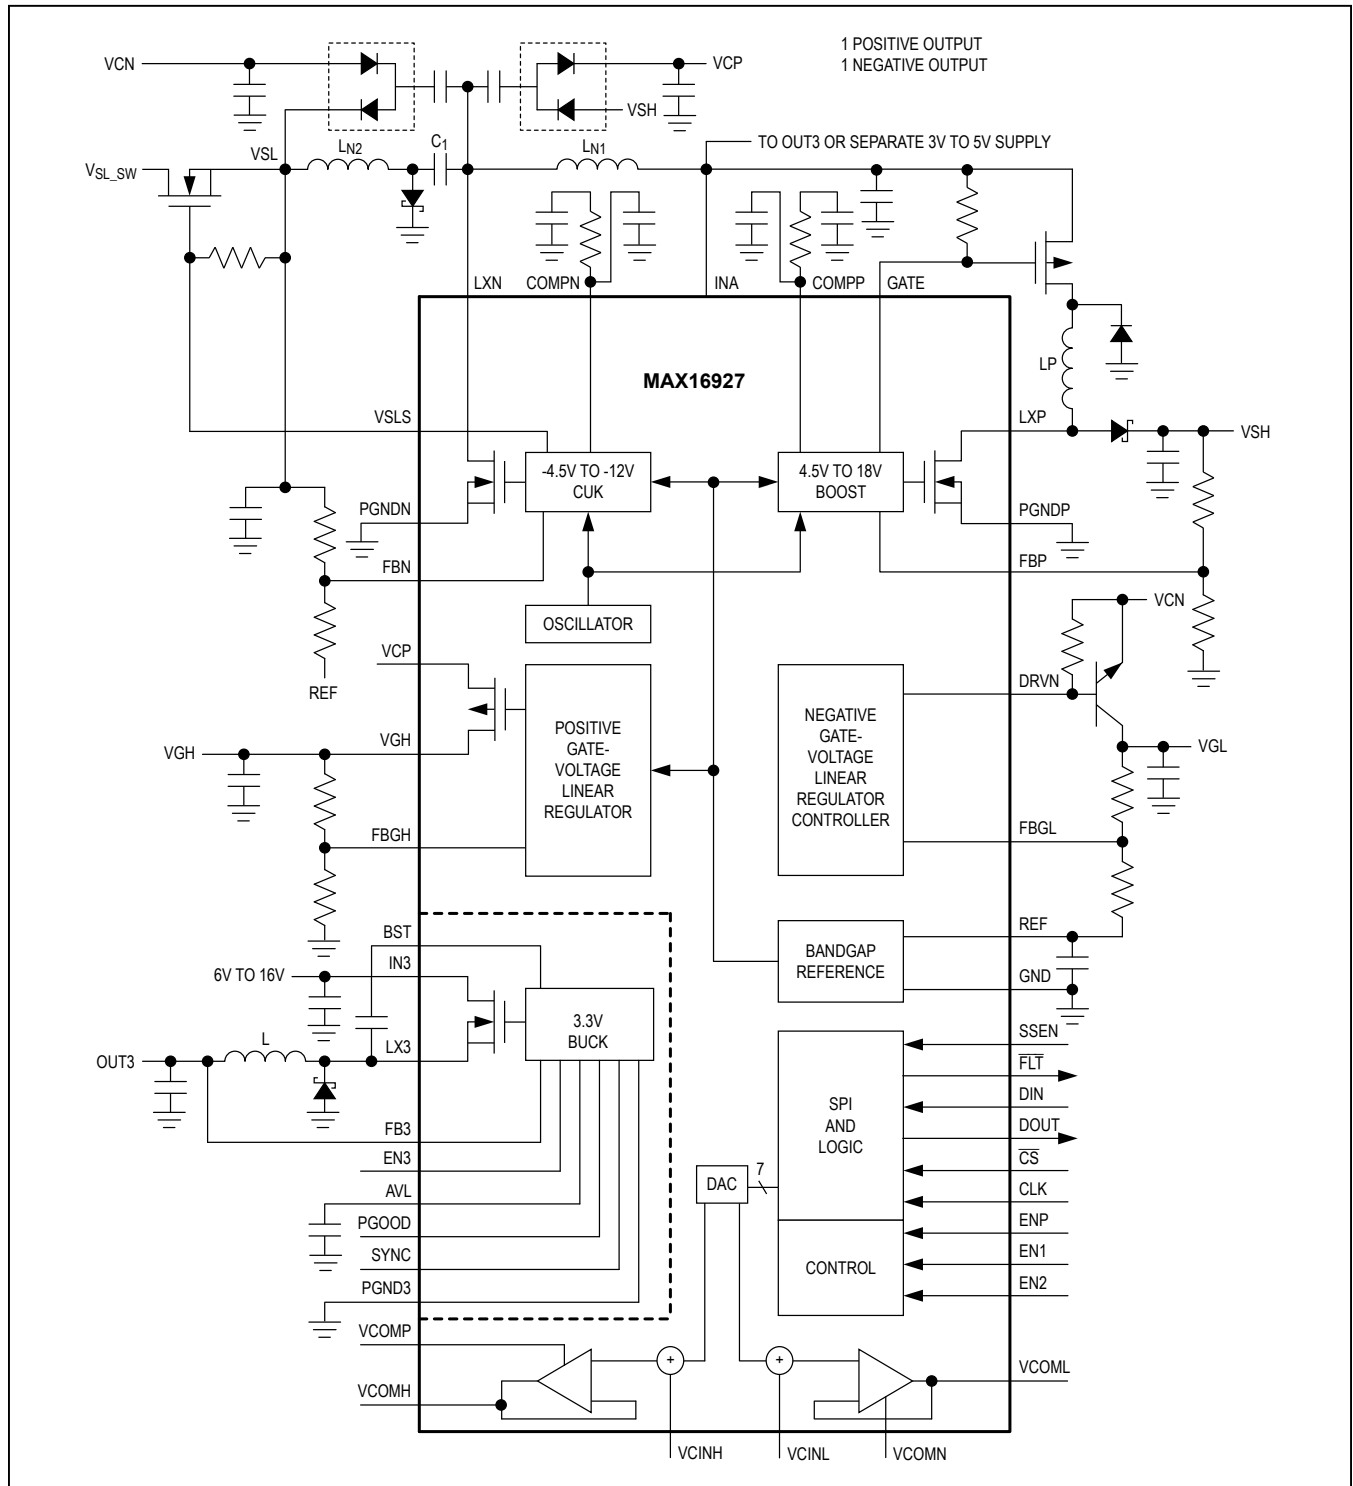 1 POSITIVE OUTPUT
1 NEGATIVE OUTPUT
VCN
VCP
VSH
TO OUT3 OR SEPARATE 3V TO 5V SUPPLY
VSL
LN2
C1
LN1
VSL_SW
LXN
COMPN
INA
COMPP
GATE
LP
MAX16927
VSLS
LXP
VSH
-4.5V TO -12V
CUK
4.5V TO 18V
BOOST
PGNDN
PGNDP
FBN
FBP
OSCILLATOR
VCN
VCP
REF
DRVN
POSITIVE
GATE-
VOLTAGE
LINEAR
REGULATOR
NEGATIVE
GATE-
VOLTAGE
LINEAR
REGULATOR
CONTROLLER
VGH
VGH
VGL
FBGH
FBGL
BST
REF
BANDGAP
REFERENCE
6V TO 16V
IN3
GND
3.3V
BUCK
OUT3
L
LX3
SSEN
FLT
DIN
DOUT
CS
CLK
ENP
EN1
EN2
SPI
AND
LOGIC
CONTROL
FB3
EN3
AVL
PGOOD
SYNC
PGND3
DAC
7
VCOMP
+
+
VCOMH
VCOML
VCINH
VCINL
VCOMN